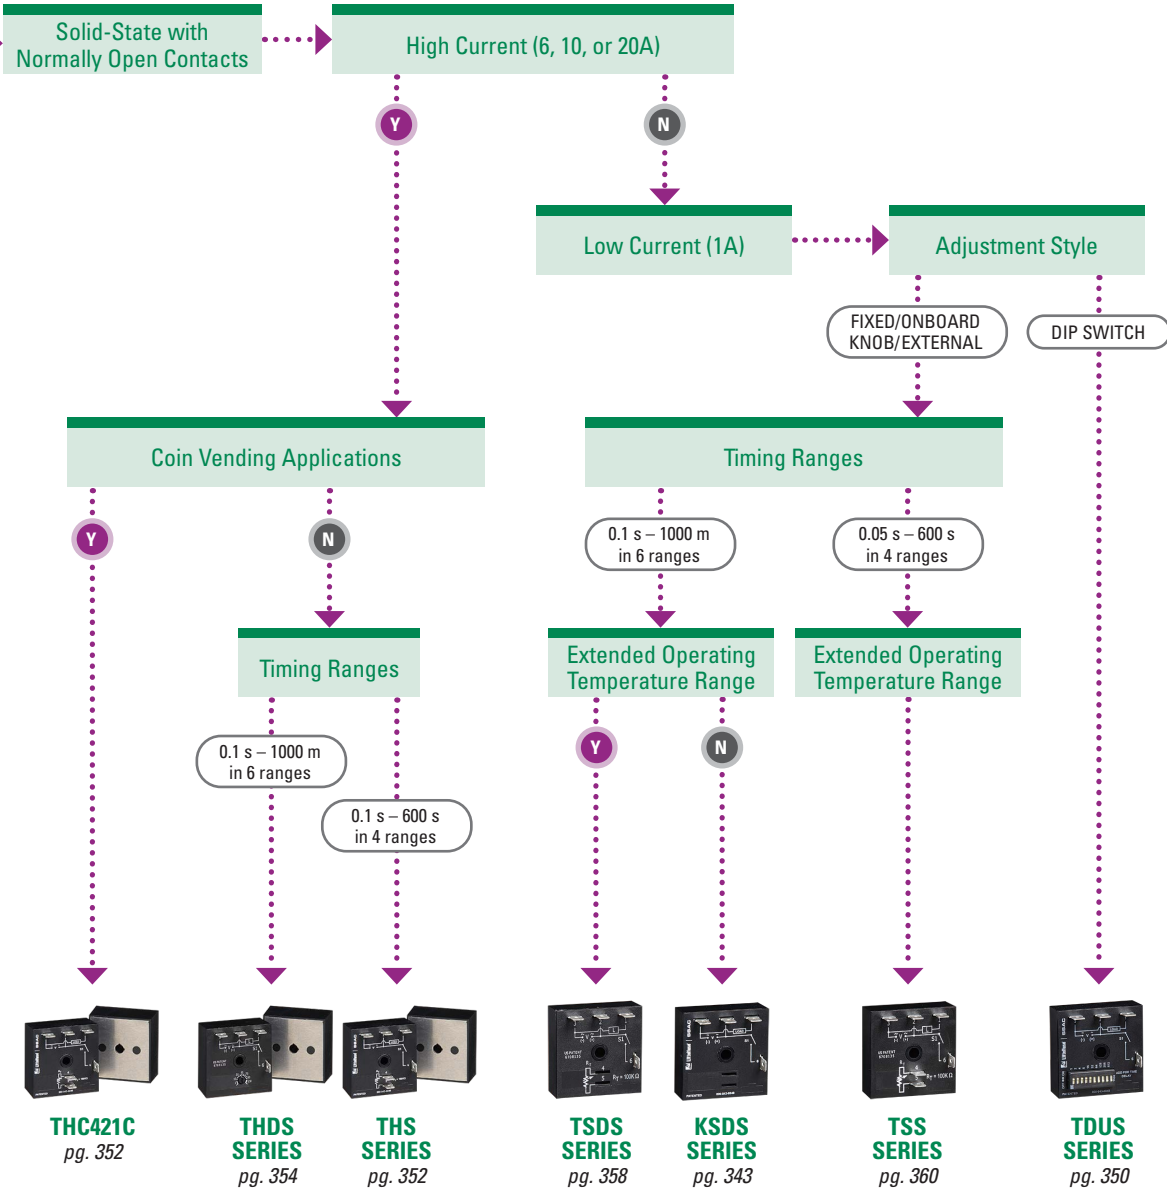 Solid-State with
Normally Open Contacts
High Current (6, 10, or 20A)
Y
N
Low Current (1A)
Adjustment Style
FIXED/ONBOARD
KNOB/EXTERNAL
DIP SWITCH
Coin Vending Applications
Timing Ranges
Y
N
0.1 s – 1000 m
in 6 ranges
0.05 s – 600 s
in 4 ranges
Timing Ranges
Extended Operating
Temperature Range
Extended Operating
Temperature Range
0.1 s – 1000 m
in 6 ranges
0.1 s – 600 s
in 4 ranges
Y
N
THC421C
pg. 352
THDS
SERIES
pg. 354
THS
SERIES
pg. 352
TSDS
SERIES
pg. 358
KSDS
SERIES
pg. 343
TSS
SERIES
pg. 360
TDUS
SERIES
pg. 350